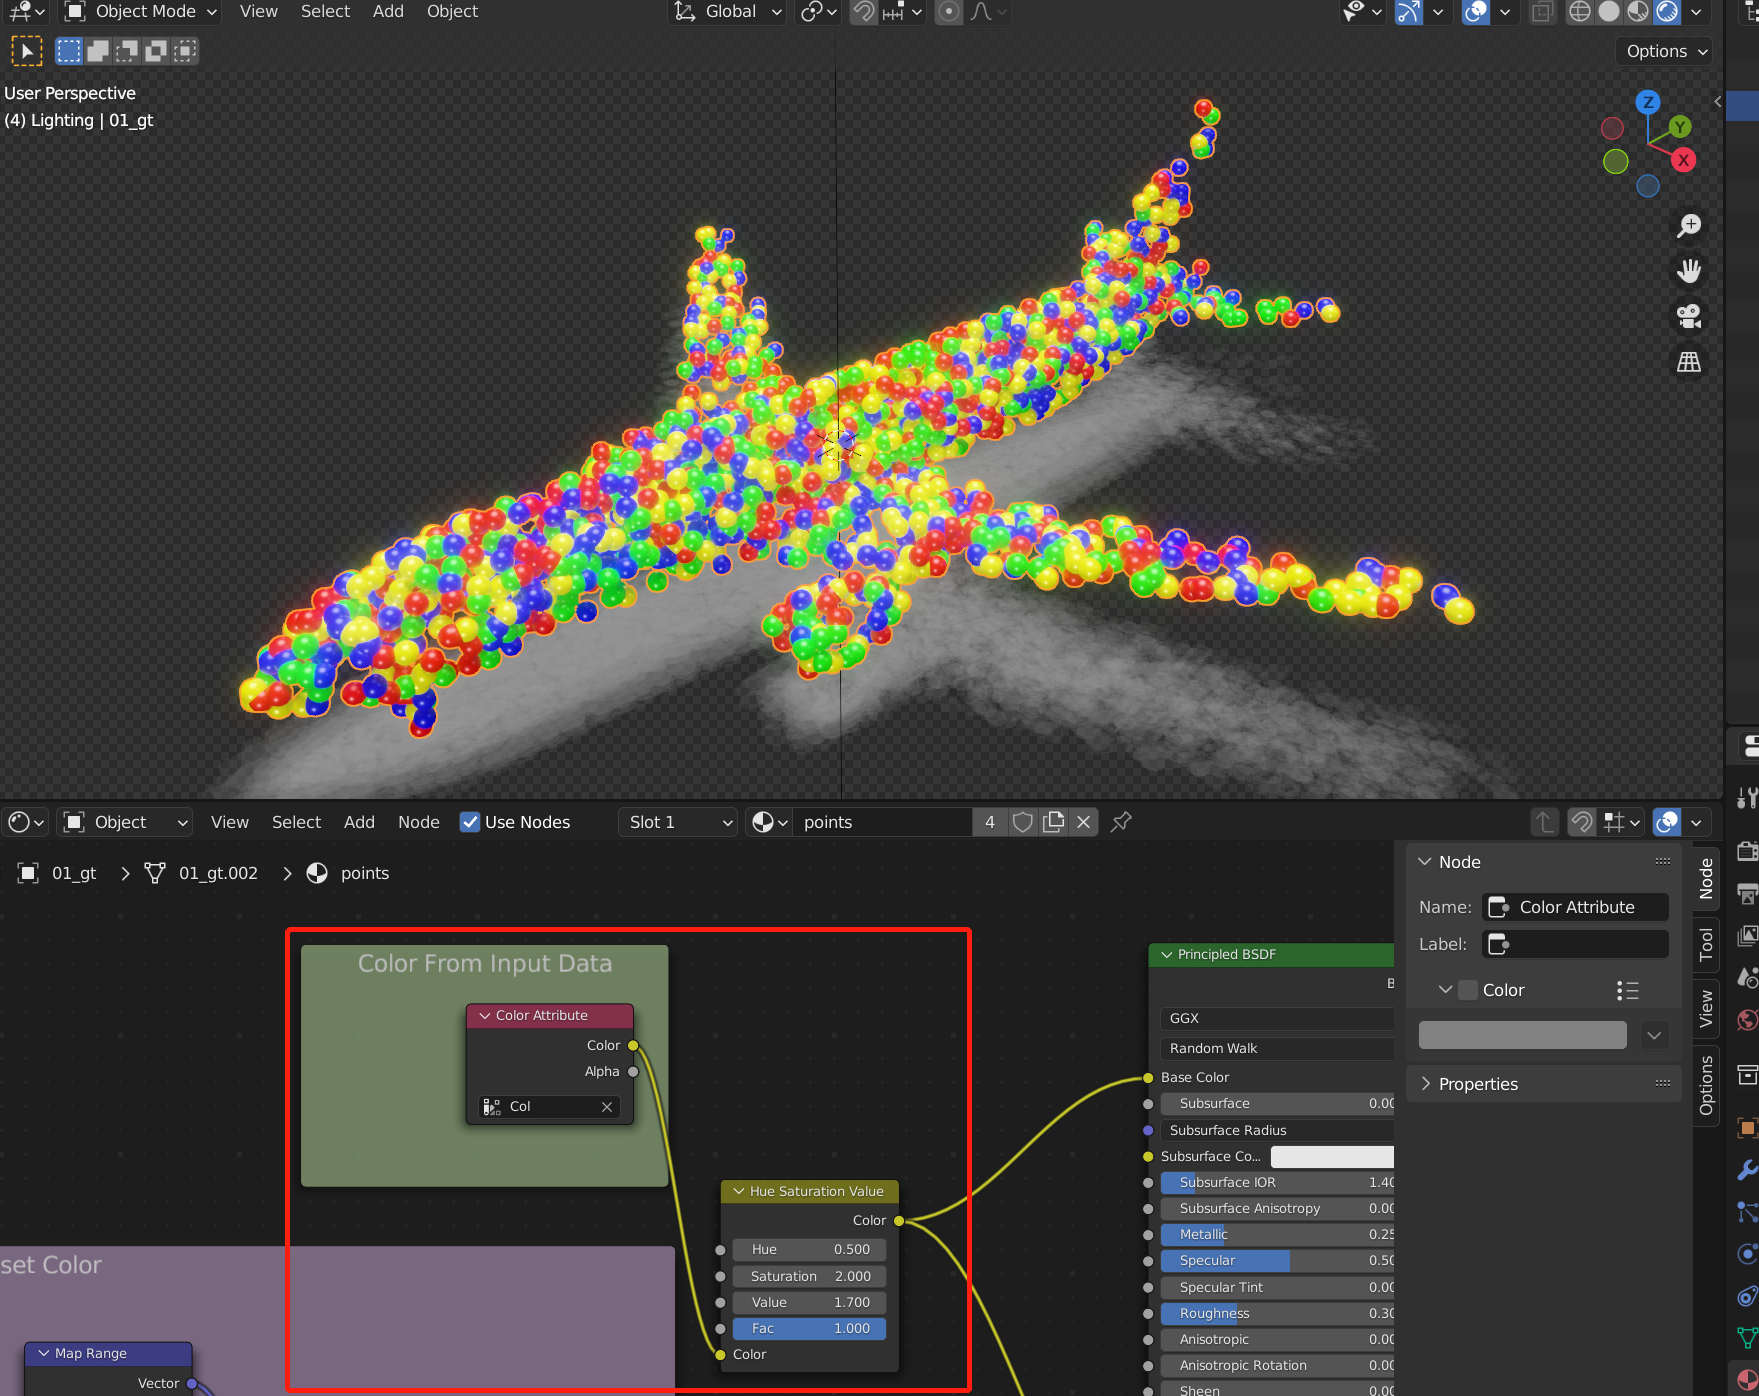 Object Mode View Select Add Object Global
Options
User Perspective
(4) Lighting | 01_gt
Z
Y
X
Object View Select Add Node Use Nodes Slot 1 points 4
01_gt > 01_gt.002 > points
Node
Name: Color Attribute
Label:
Color
Properties
Node
Tool
View
Options
Color From Input Data
Color Attribute
Color
Alpha
Col
Hue Saturation Value
Color
Hue 0.500
Saturation 2.000
Value 1.700
Fac 1.000
Color
set Color
Map Range
Vector
Principled BSDF
B
GGX
Random Walk
Base Color
Subsurface 0.00
Subsurface Radius
Subsurface Co...
Subsurface IOR 1.40
Subsurface Anisotropy 0.00
Metallic 0.25
Specular 0.50
Specular Tint 0.00
Roughness 0.30
Anisotropic 0.00
Anisotropic Rotation 0.00
Sheen 0.00